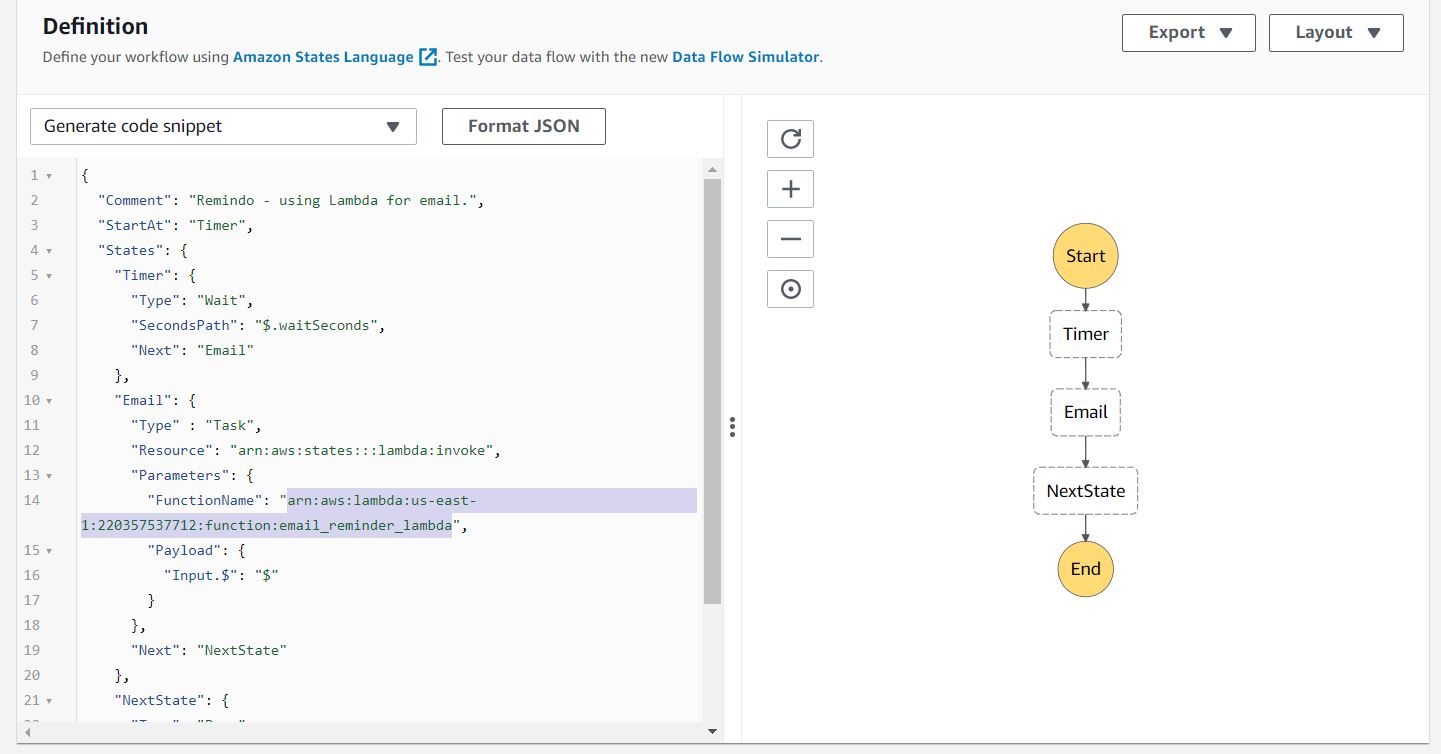 Definition
Define your workflow using Amazon States Language . Test your data flow with the new Data Flow Simulator.
Export
Layout
Generate code snippet
Format JSON
1 {
2 "Comment": "Remindo - using Lambda for email.",
3 "StartAt": "Timer",
4 "States": {
5 "Timer": {
6 "Type": "Wait",
7 "SecondsPath": "$.waitSeconds",
8 "Next": "Email"
9 },
10 "Email": {
11 "Type" : "Task",
12 "Resource": "arn:aws:states:::lambda:invoke",
13 "Parameters": {
14 "FunctionName": "arn:aws:lambda:us-east-
1:220357537712:function:email_reminder_lambda",
15 "Payload": {
16 "Input.$": "$"
17 }
18 },
19 "Next": "NextState"
20 },
21 "NextState": {
Start
Timer
Email
NextState
End